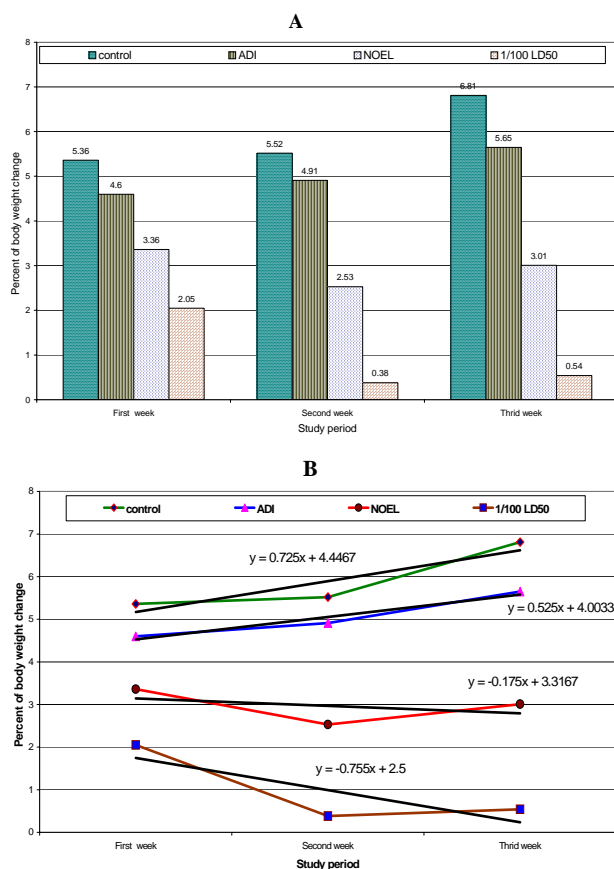 A
control ADI NOEL 1/100 LD50
Percent of body weight change
8
7
6
5
4
3
2
1
0
5.36
4.6
3.36
2.05
5.52
4.91
2.53
0.38
6.81
5.65
3.01
0.54
First week Second week Thrid week
Study period
B
control ADI NOEL 1/100 LD50
Percent of body weight change
8
7
6
5
4
3
2
1
0
y = 0.725x + 4.4467
y = 0.525x + 4.0033
y = -0.175x + 3.3167
y = -0.755x + 2.5
First week Second week Thrid week
Study period